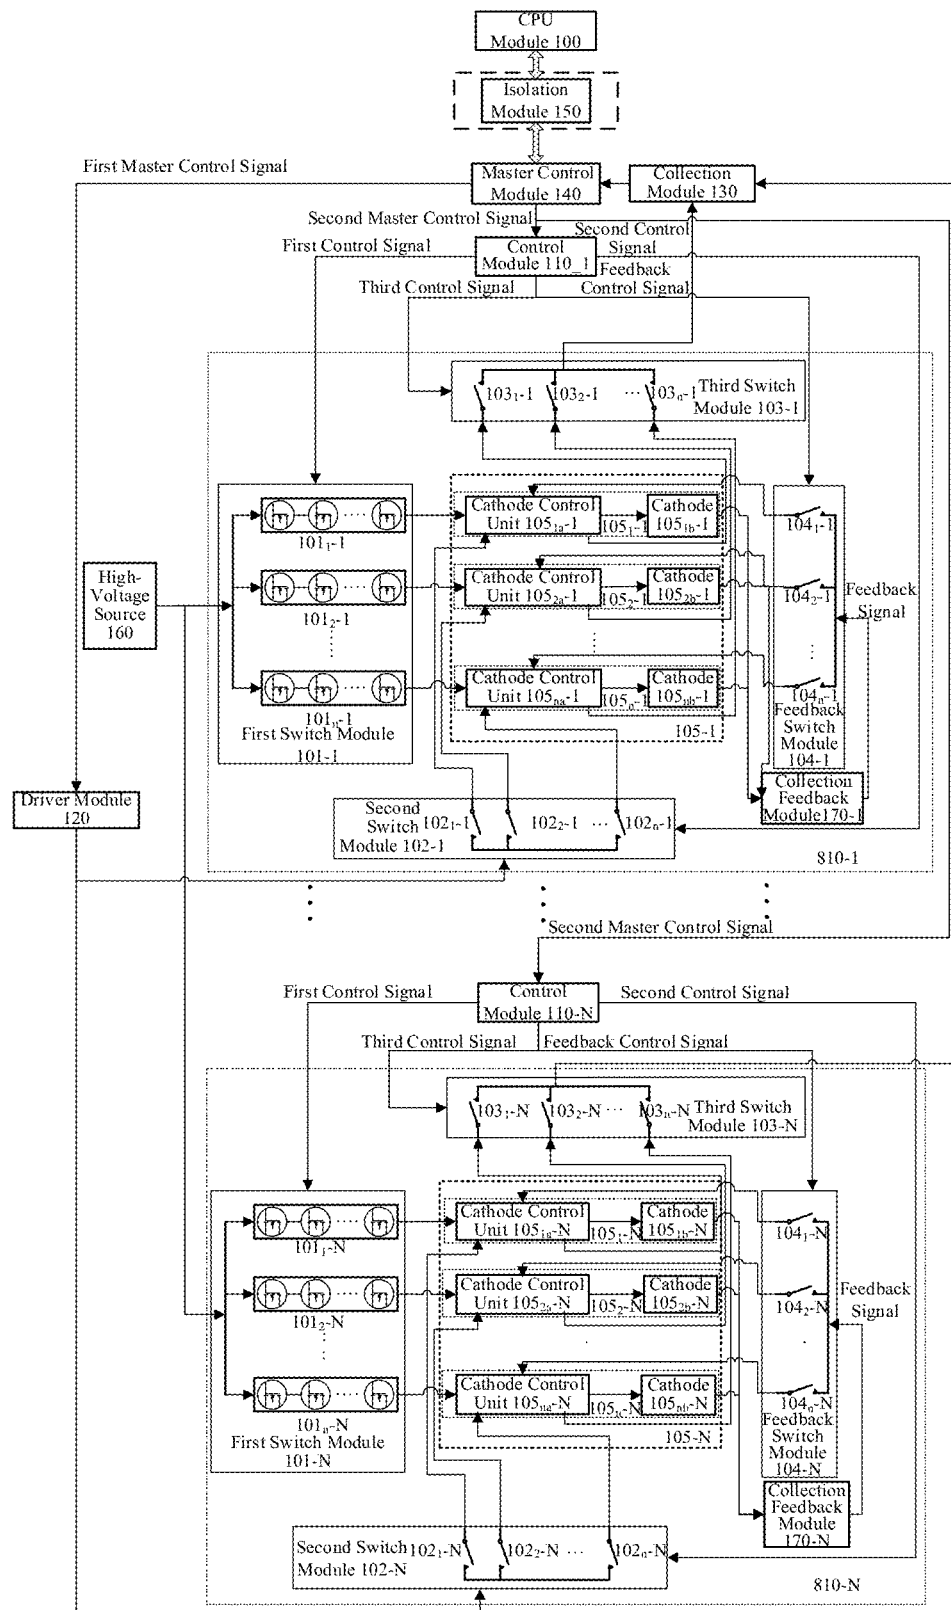 CPU
Module 100
Isolation
Module 150
First Master Control Signal
Master Control
Module 140
Collection
Module 130
Second Master Control Signal
Second Control
Signal
First Control Signal
Control
Module 110_1
Feedback
Control Signal
Third Control Signal
103₁-1
103₂-1
···
103ₙ-1
Third Switch
Module 103-1
Cathode Control
Unit 105₁ₐ-1
105₁-1
Cathode
105₁b-1
104₁-1
101₁-1
High-
Voltage
Source
160
Cathode Control
Unit 105₂ₐ-1
105₂-1
Cathode
105₂b-1
104₂-1
Feedback
Signal
101₂-1
Cathode Control
Unit 105ₙₐ-1
105ₙ-1
Cathode
105ₙb-1
104ₙ-1
101ₙ-1
First Switch Module
101-1
105-1
Feedback
Switch
Module
104-1
Driver Module
120
Second
Switch
Module 102-1
102₁-1
102₂-1
···
102ₙ-1
Collection
Feedback
Module170-1
810-1
Second Master Control Signal
First Control Signal
Control
Module 110-N
Second Control Signal
Third Control Signal
Feedback Control Signal
103₁-N
103₂-N
···
103ₙ-N
Third Switch
Module 103-N
Cathode Control
Unit 105₁ₐ-N
105₁-N
Cathode
105₁b-N
104₁-N
101₁-N
Cathode Control
Unit 105₂ₐ-N
105₂-N
Cathode
105₂b-N
104₂-N
Feedback
Signal
101₂-N
Cathode Control
Unit 105ₙₐ-N
105ₙ-N
Cathode
105ₙb-N
104ₙ-N
101ₙ-N
First Switch Module
101-N
105-N
Feedback
Switch
Module
104-N
Collection
Feedback
Module
170-N
Second Switch
Module 102-N
102₁-N
102₂-N
···
102ₙ-N
810-N